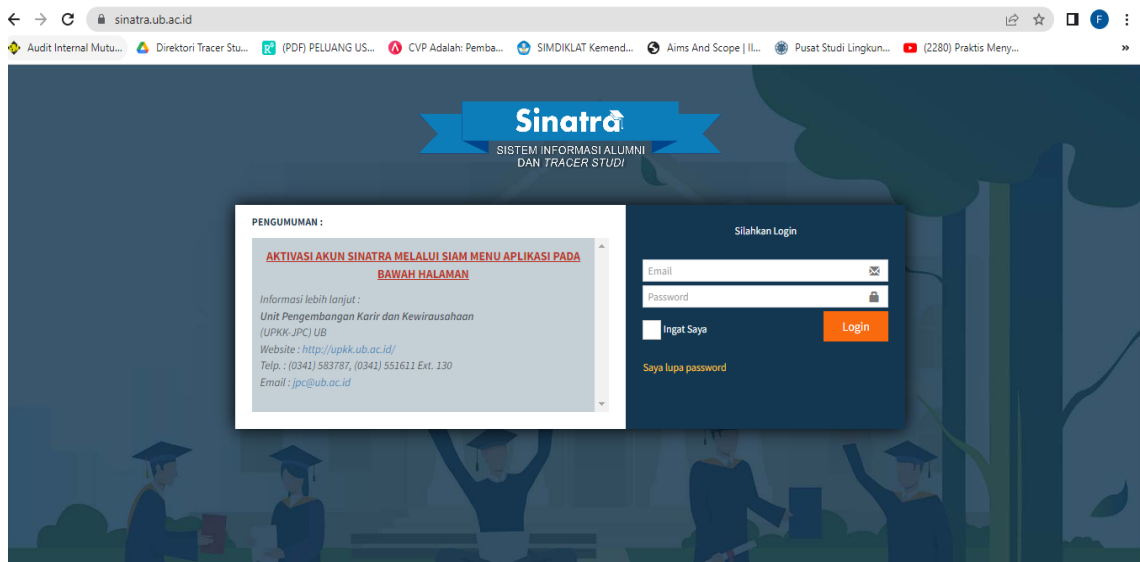 sinatra.ub.ac.id
F
Audit Internal Mutu...
Direktori Tracer Stu...
R⁶
(PDF) PELUANG US...
CVP Adalah: Pemba...
SIMDIKLAT Kemend...
Aims And Scope | Il...
Pusat Studi Lingkun...
(2280) Praktis Meny...
»
Sinatra
SISTEM INFORMASI ALUMNI
DAN TRACER STUDI
PENGUMUMAN :
AKTIVASI AKUN SINATRA MELALUI SIAM MENU APLIKASI PADA
BAWAH HALAMAN
Informasi lebih lanjut :
Unit Pengembangan Karir dan Kewirausahaan
(UPKK-JPC) UB
Website : http://upkk.ub.ac.id/
Telp. : (0341) 583787, (0341) 551611 Ext. 130
Email : jpc@ub.ac.id
Silahkan Login
Email
Password
Ingat Saya
Login
Saya lupa password